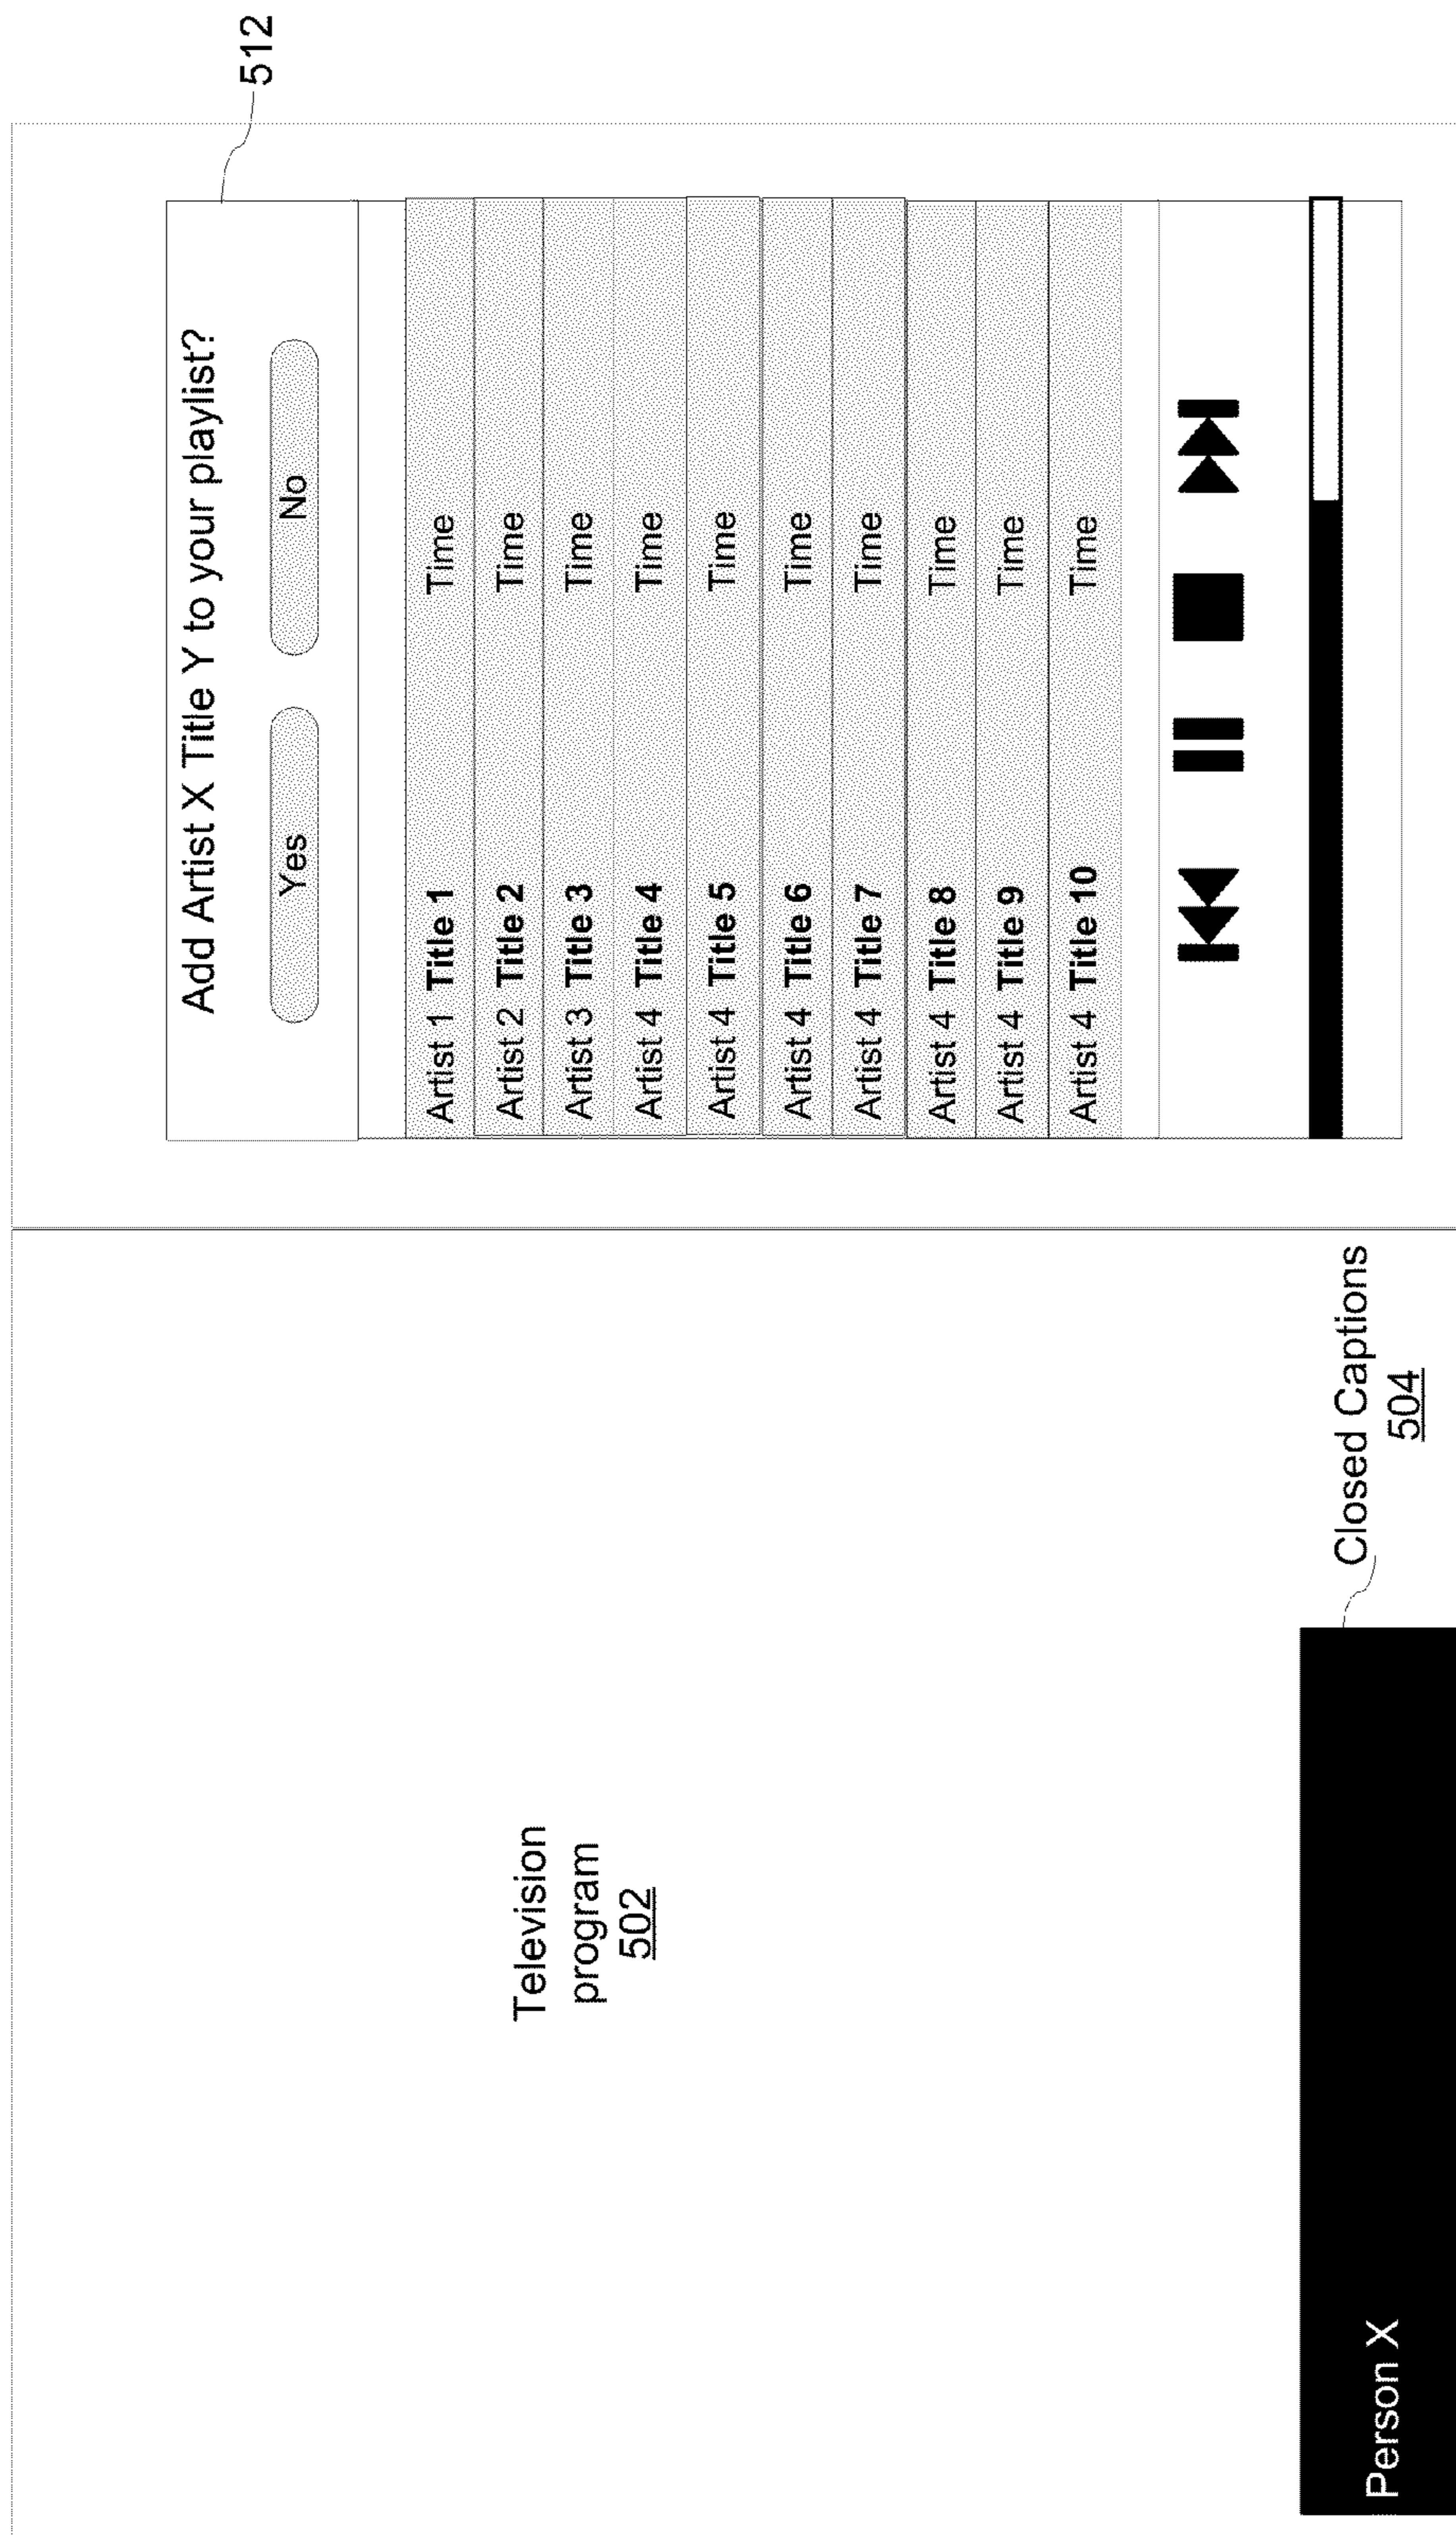 Television
program
502
Closed Captions
504
Person X
512
Add Artist X Title Y to your playlist?
Yes No
Artist 1 Title 1 Time
Artist 2 Title 2 Time
Artist 3 Title 3 Time
Artist 4 Title 4 Time
Artist 4 Title 5 Time
Artist 4 Title 6 Time
Artist 4 Title 7 Time
Artist 4 Title 8 Time
Artist 4 Title 9 Time
Artist 4 Title 10 Time